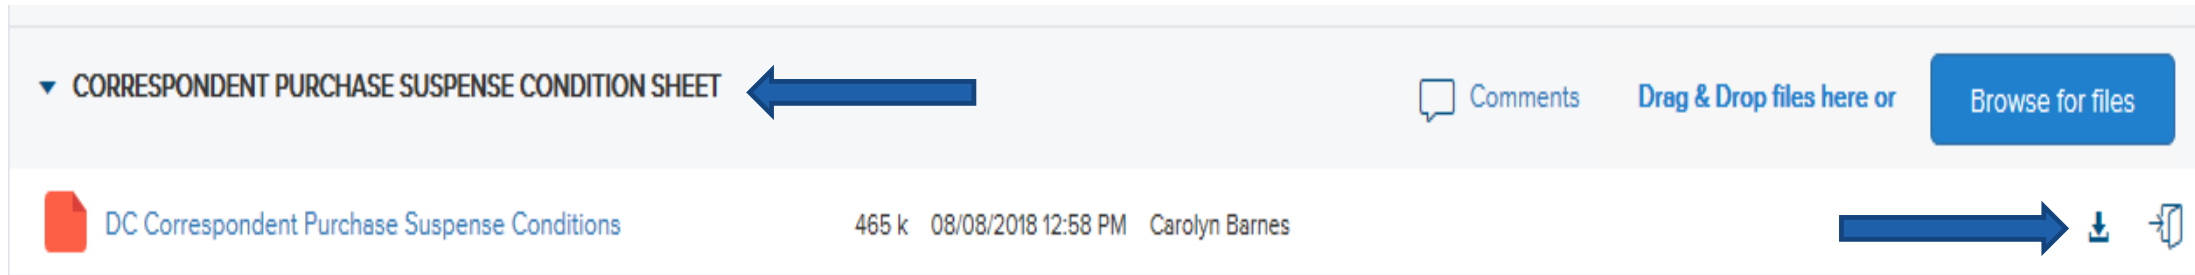 CORRESPONDENT PURCHASE SUSPENSE CONDITION SHEET Comments Drag & Drop files here or Browse for files
DC Correspondent Purchase Suspense Conditions 465 k 08/08/2018 12:58 PM Carolyn Barnes